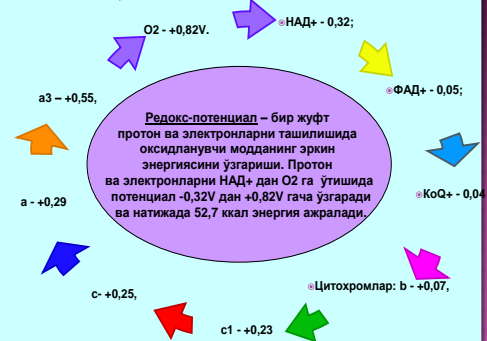 O2 - +0,82V.
НАД+ - 0,32;
ФАД+ - 0,05;
КоQ+ - 0,04
Цитохромлар: b - +0,07,
с1 - +0,23
с- +0,25,
а - +0,29
а3 – +0,55,
Редокс-потенциал – бир жуфт
протон ва электронларни ташилишида
оксидланувчи модданинг эркин
энергиясини ўзгариши. Протон
ва электронларни НАД+ дан О2 га ўтишида
потенциал -0,32V дан +0,82V гача ўзгаради
ва натижада 52,7 ккал энергия ажралади.